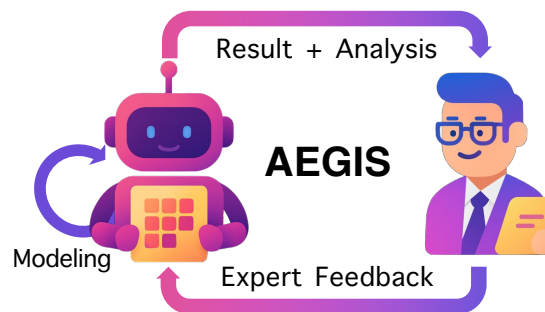 Result + Analysis
AEGIS
Modeling
Expert Feedback